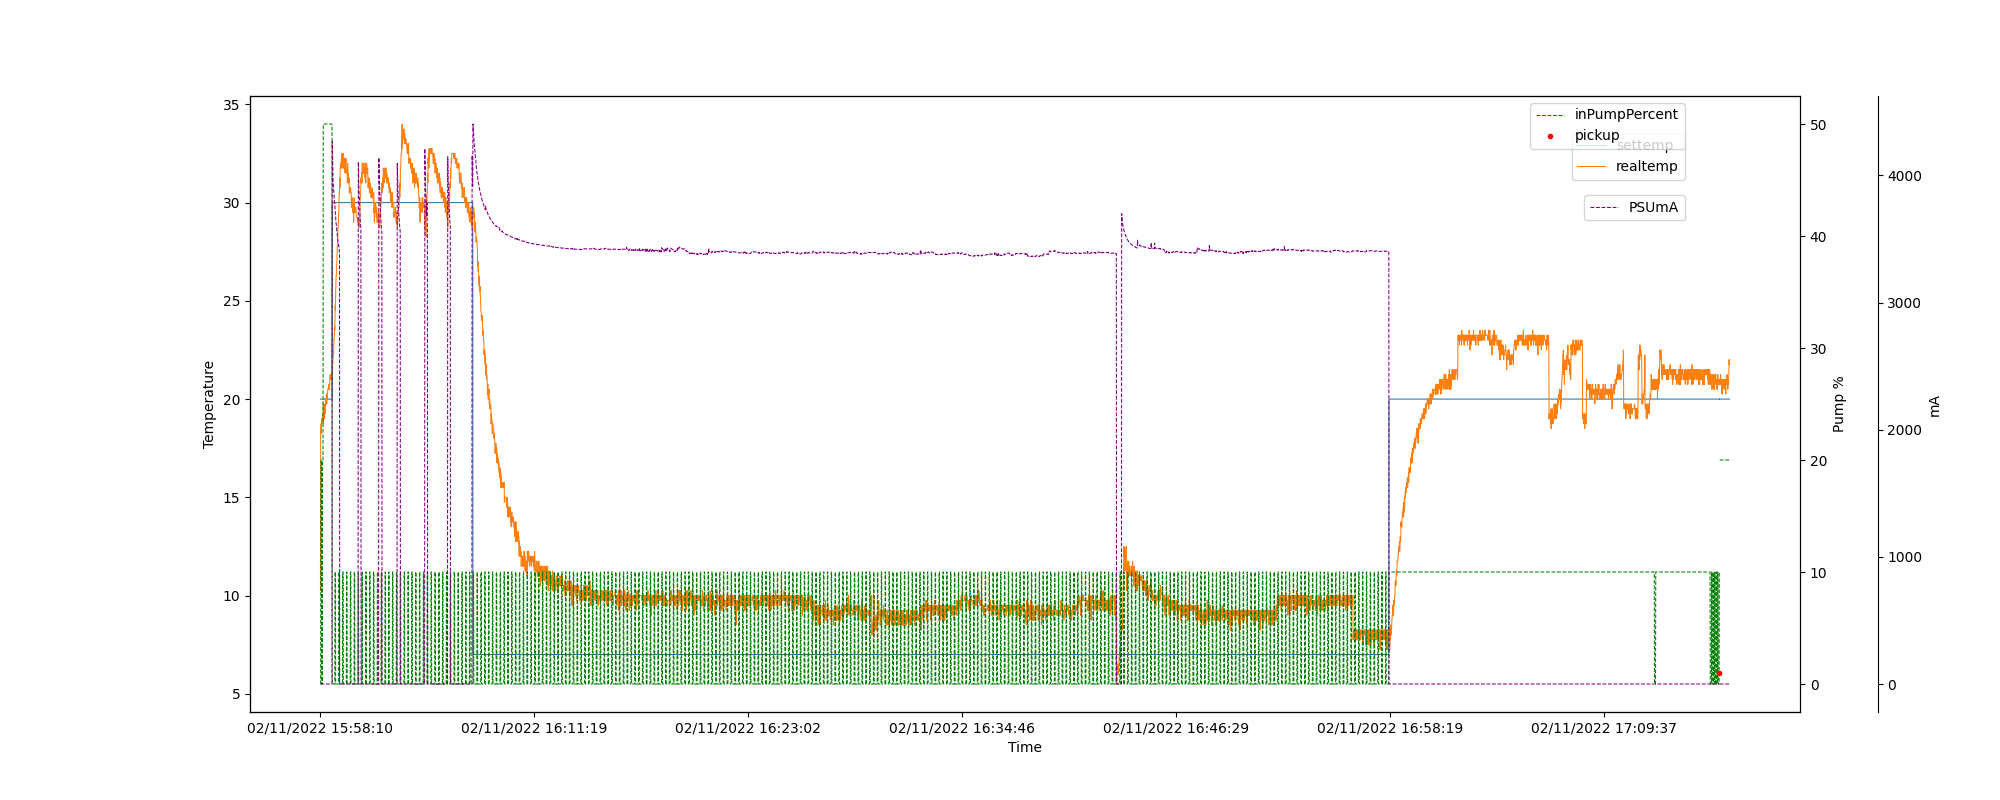 inPumpPercent
pickup
settemp
realtemp
PSUmA
35
30
25
20
15
10
5
Temperature
50
40
30
20
10
0
Pump %
4000
3000
2000
1000
0
mA
02/11/2022 15:58:10
02/11/2022 16:11:19
02/11/2022 16:23:02
02/11/2022 16:34:46
02/11/2022 16:46:29
02/11/2022 16:58:19
02/11/2022 17:09:37
Time